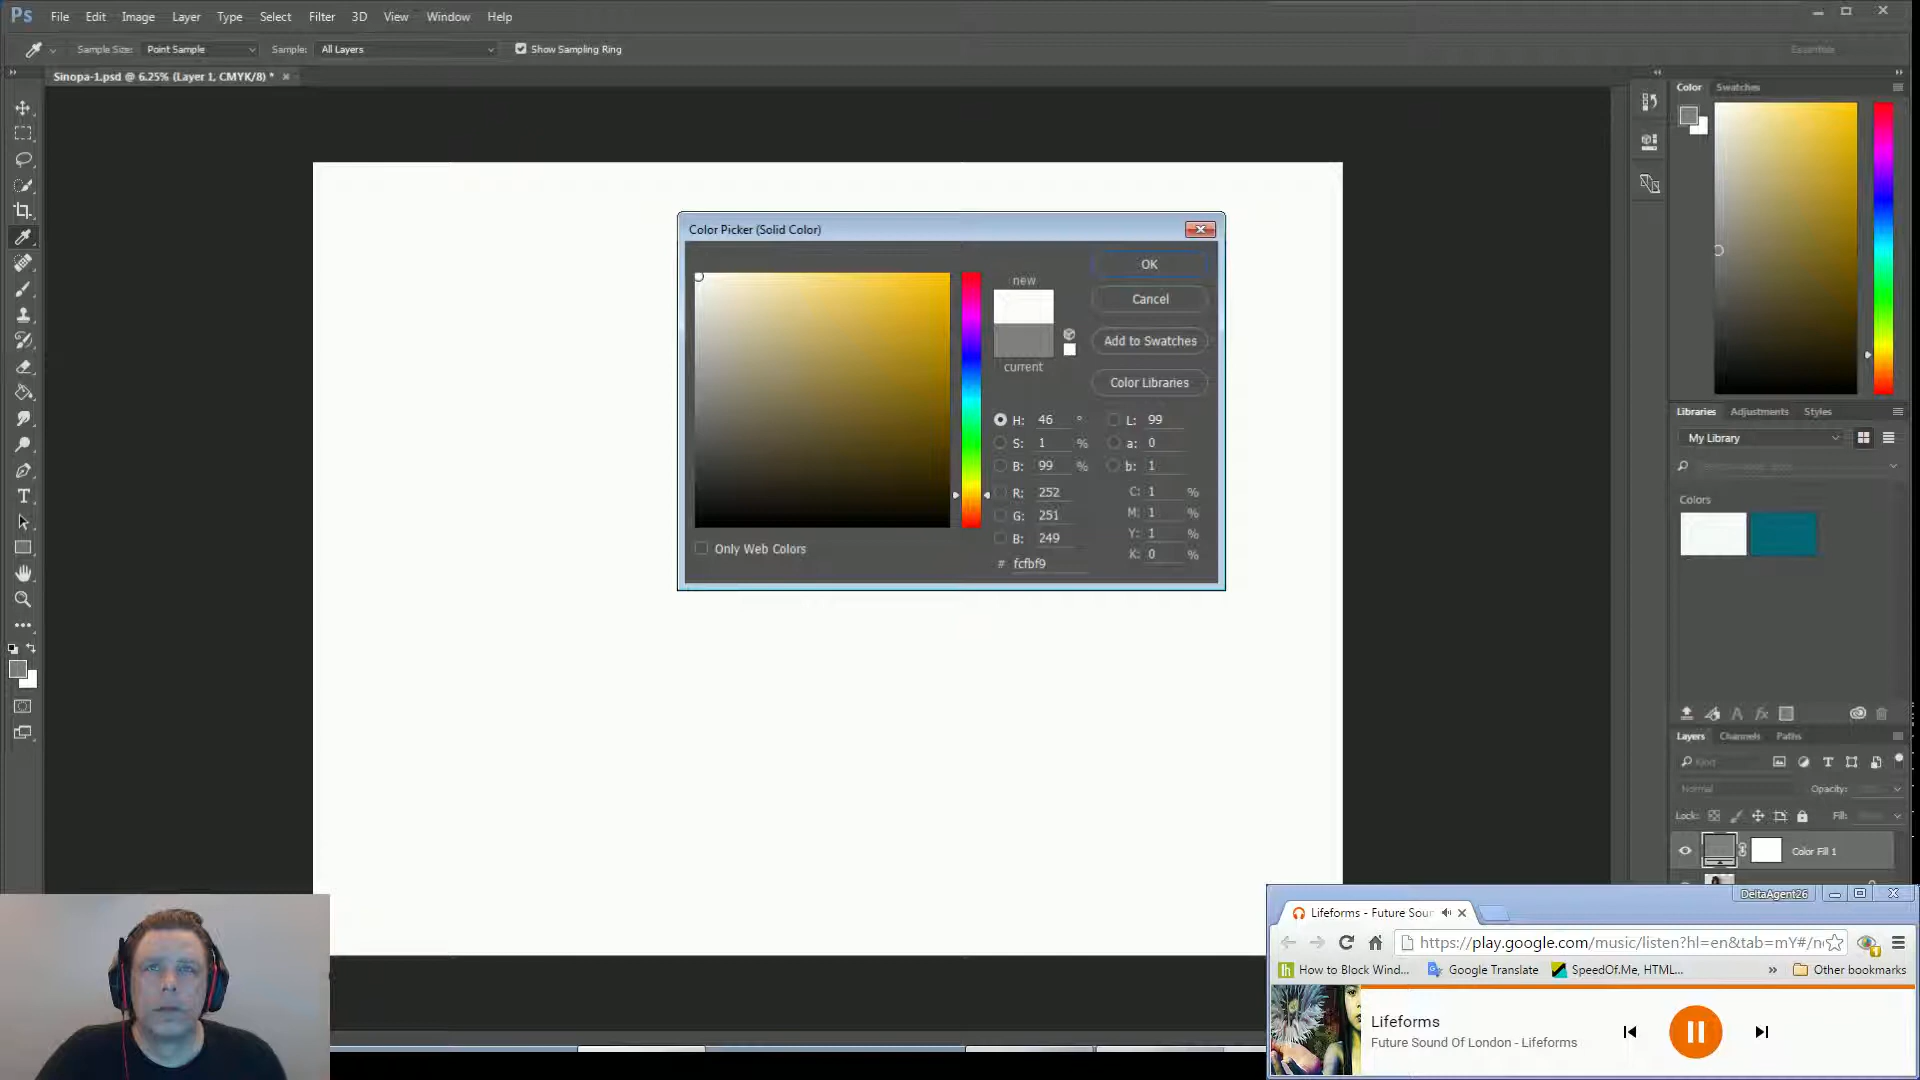 Ps File Edit Image Layer Type Select Filter 3D View Window Help
Sample Size: Point Sample Sample: All Layers Show Sampling Ring Essentials
Sinopa-1.psd @ 6.25% (Layer 1, CMYK/8) *
Color Swatches
Color Picker (Solid Color)
new
current
OK
Cancel
Add to Swatches
Color Libraries
H: 46 °
S: 1 %
B: 99 %
R: 252
G: 251
B: 249
# fcfbf9
L: 99
a: 0
b: 1
C: 1 %
M: 1 %
Y: 1 %
K: 0 %
Only Web Colors
Libraries Adjustments Styles
My Library
Colors
Layers Channels Paths
Kind
Normal Opacity:
Lock: Fill:
Color Fill 1
DeltaAgent26
Lifeforms - Future Sour
https://play.google.com/music/listen?hl=en&tab=mY#/n
How to Block Wind... Google Translate SpeedOf.Me, HTML... » Other bookmarks
Lifeforms
Future Sound Of London - Lifeforms